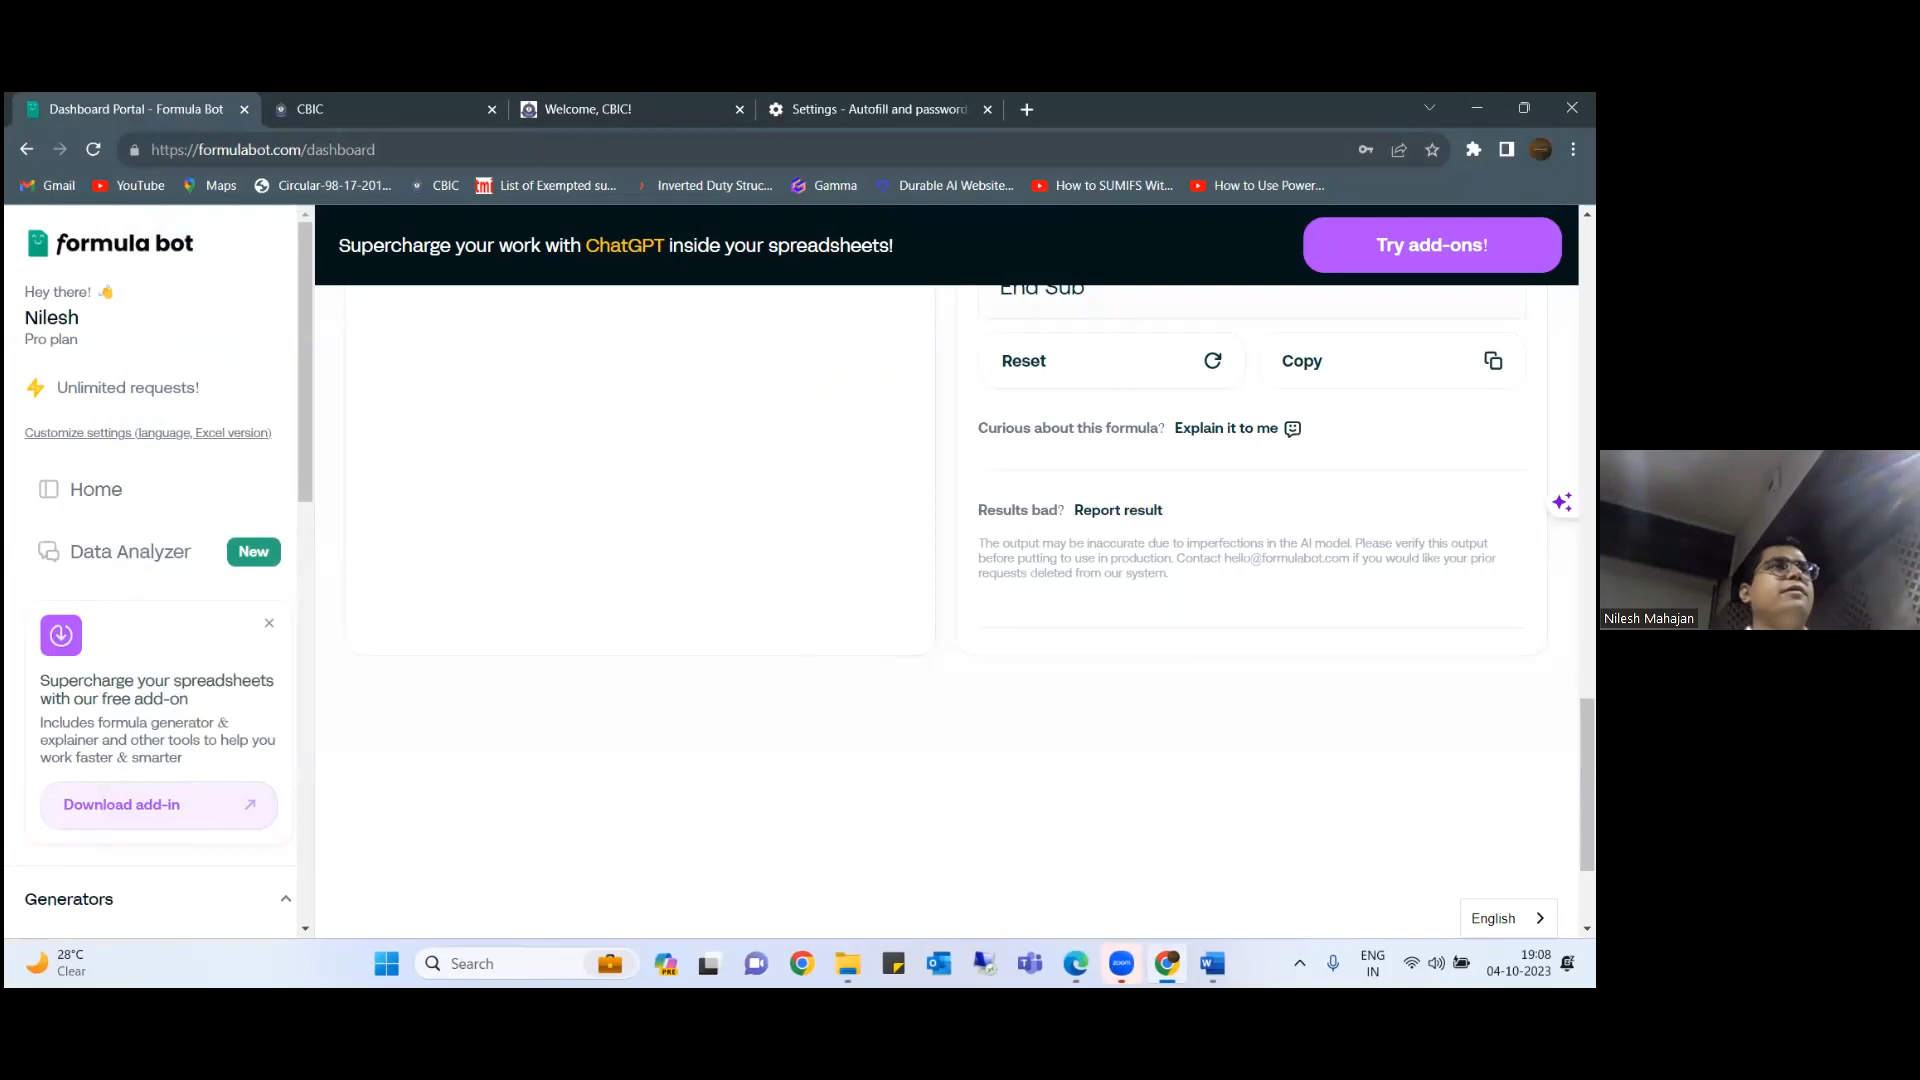 Dashboard Portal - Formula Bot
CBIC
Welcome, CBIC!
Settings - Autofill and password
https://formulabot.com/dashboard
Gmail
YouTube
Maps
Circular-98-17-201...
CBIC
List of Exempted su...
Inverted Duty Struc...
Gamma
Durable AI Website...
How to SUMIFS Wit...
How to Use Power...
formula bot
Supercharge your work with ChatGPT inside your spreadsheets!
Try add-ons!
Hey there!
Nilesh
Pro plan
Unlimited requests!
Customize settings (language, Excel version)
Home
Data Analyzer
New
Supercharge your spreadsheets
with our free add-on
Includes formula generator &
explainer and other tools to help you
work faster & smarter
Download add-in
Generators
End Sub
Reset
Copy
Curious about this formula? Explain it to me
Results bad? Report result
The output may be inaccurate due to imperfections in the AI model. Please verify this output
before putting to use in production. Contact hello@formulabot.com if you would like your prior
requests deleted from our system.
English
Nilesh Mahajan
28°C
Clear
Search
PRE
zoom
ENG
IN
19:08
04-10-2023